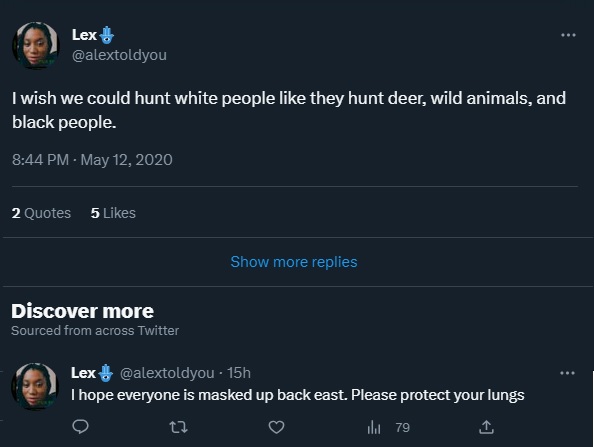 Lex
@alextoldyou
I wish we could hunt white people like they hunt deer, wild animals, and
black people.
8:44 PM · May 12, 2020
2 Quotes 5 Likes
Show more replies
Discover more
Sourced from across Twitter
Lex @alextoldyou · 15h
I hope everyone is masked up back east. Please protect your lungs
79